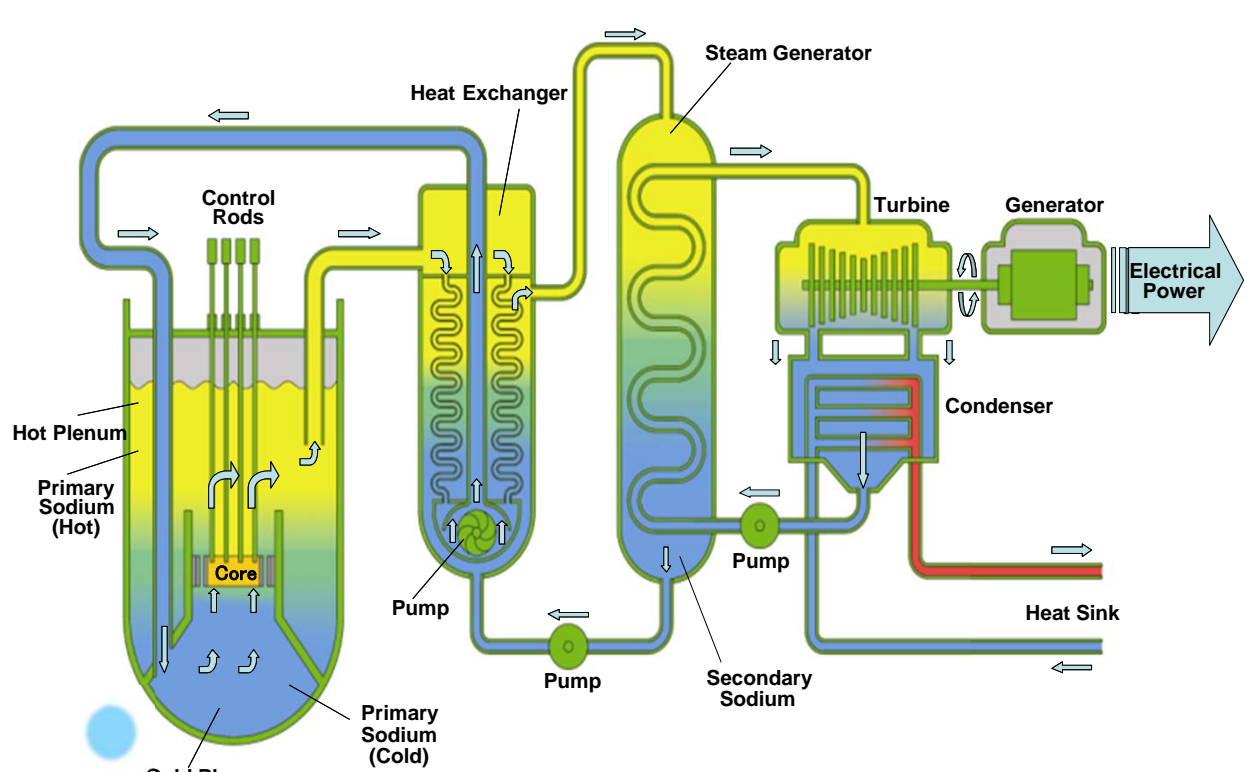 Steam Generator
Heat Exchanger
Control
Rods
Turbine
Generator
Electrical
Power
Condenser
Hot Plenum
Primary
Sodium
(Hot)
Core
Pump
Pump
Heat Sink
Pump
Secondary
Sodium
Primary
Sodium
(Cold)